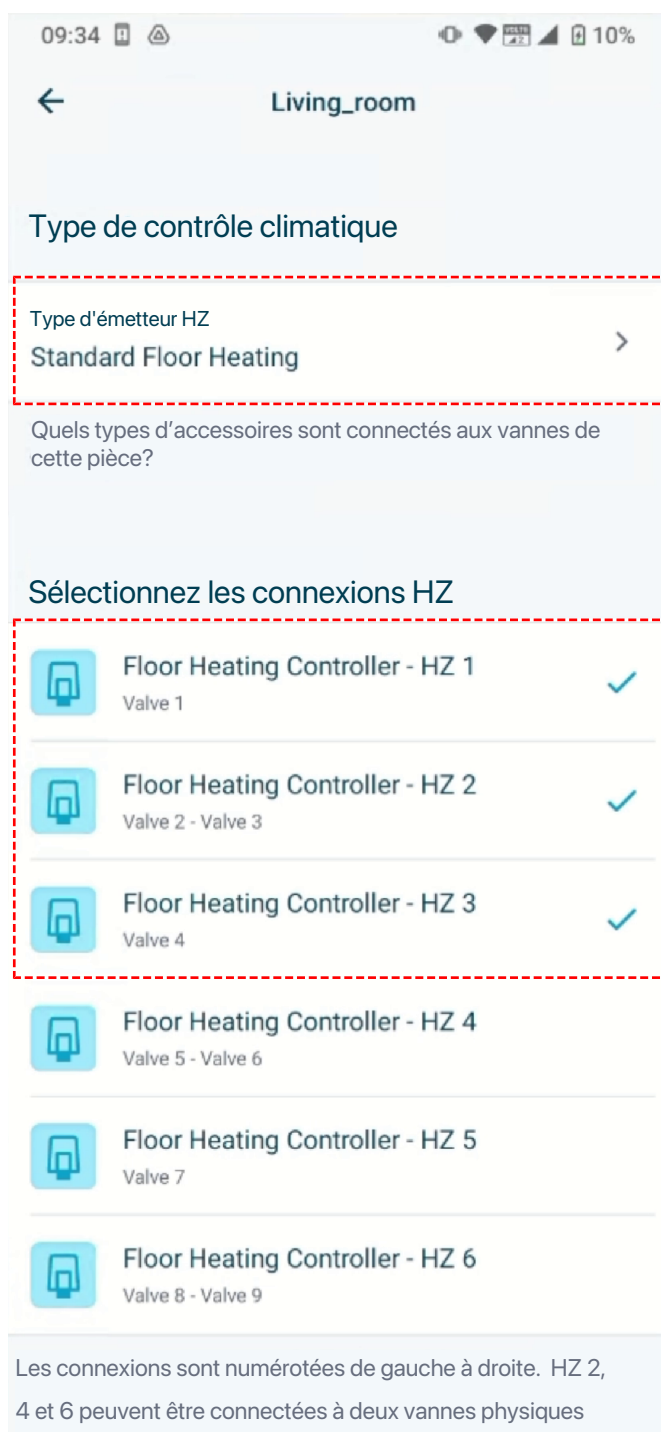 09:34 10%
Living_room
Type de contrôle climatique
Type d'émetteur HZ
Standard Floor Heating
Quels types d'accessoires sont connectés aux vannes de
cette pièce?
Sélectionnez les connexions HZ
Floor Heating Controller - HZ 1
Valve 1
Floor Heating Controller - HZ 2
Valve 2 - Valve 3
Floor Heating Controller - HZ 3
Valve 4
Floor Heating Controller - HZ 4
Valve 5 - Valve 6
Floor Heating Controller - HZ 5
Valve 7
Floor Heating Controller - HZ 6
Valve 8 - Valve 9
Les connexions sont numérotées de gauche à droite. HZ 2,
4 et 6 peuvent être connectées à deux vannes physiques